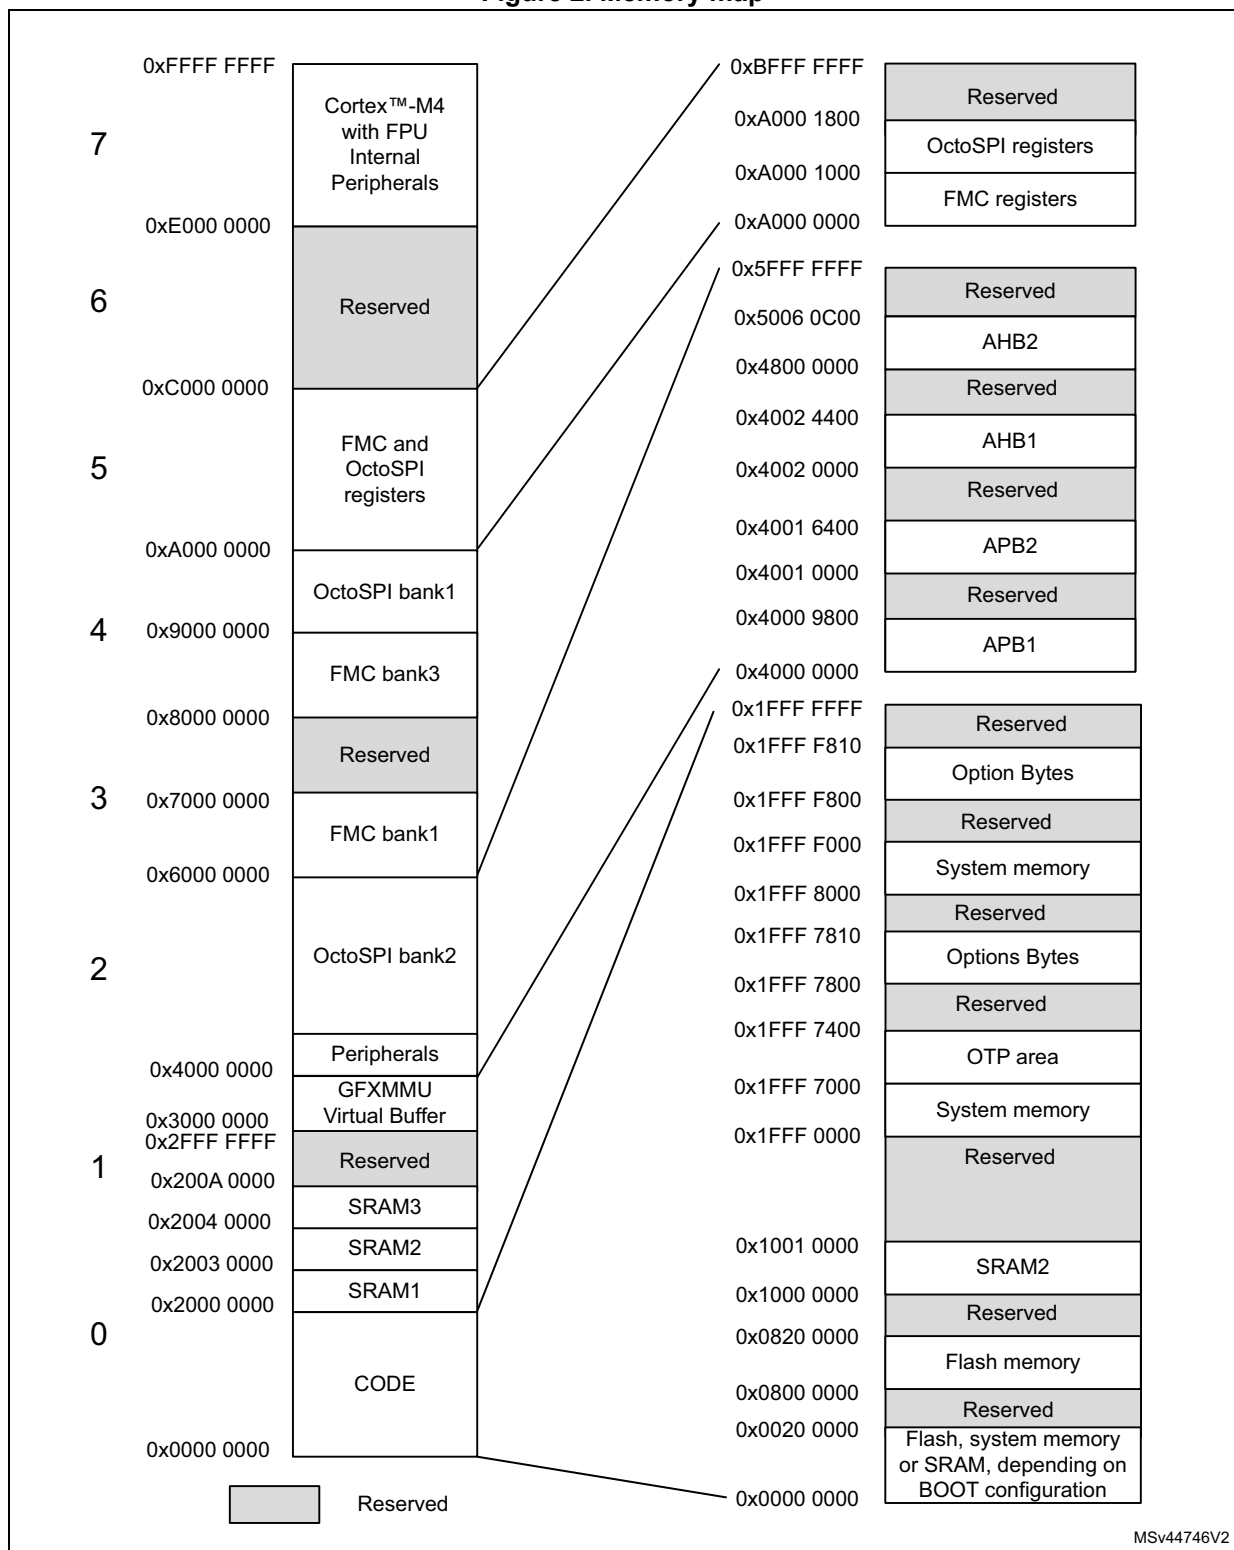 0xFFFF FFFF
Cortex™-M4
with FPU
Internal
Peripherals
7
0xE000 0000
6
Reserved
0xC000 0000
5
FMC and
OctoSPI
registers
0xA000 0000
OctoSPI bank1
4
0x9000 0000
FMC bank3
0x8000 0000
Reserved
3
0x7000 0000
FMC bank1
0x6000 0000
OctoSPI bank2
2
Peripherals
0x4000 0000
GFXMMU
Virtual Buffer
0x3000 0000
0x2FFF FFFF
1
Reserved
0x200A 0000
SRAM3
0x2004 0000
SRAM2
0x2003 0000
SRAM1
0x2000 0000
0
CODE
0x0000 0000
Reserved
0xBFFF FFFF
Reserved
0xA000 1800
OctoSPI registers
0xA000 1000
FMC registers
0xA000 0000
0x5FFF FFFF
Reserved
0x5006 0C00
AHB2
0x4800 0000
Reserved
0x4002 4400
AHB1
0x4002 0000
Reserved
0x4001 6400
APB2
0x4001 0000
Reserved
0x4000 9800
APB1
0x4000 0000
0x1FFF FFFF
Reserved
0x1FFF F810
Option Bytes
0x1FFF F800
Reserved
0x1FFF F000
System memory
0x1FFF 8000
Reserved
0x1FFF 7810
Options Bytes
0x1FFF 7800
Reserved
0x1FFF 7400
OTP area
0x1FFF 7000
System memory
0x1FFF 0000
Reserved
0x1001 0000
SRAM2
0x1000 0000
Reserved
0x0820 0000
Flash memory
0x0800 0000
Reserved
0x0020 0000
Flash, system memory
or SRAM, depending on
BOOT configuration
0x0000 0000
MSv44746V2